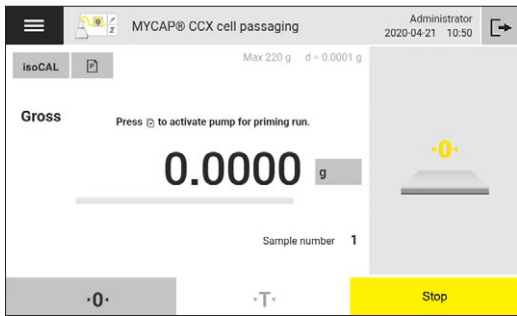 MYCAP® CCX cell passaging
Administrator
2020-04-21 10:50
isoCAL
Max 220 g d = 0.0001 g
Gross
Press to activate pump for priming run.
0.0000 g
·0·
Sample number 1
·0·
·T·
Stop